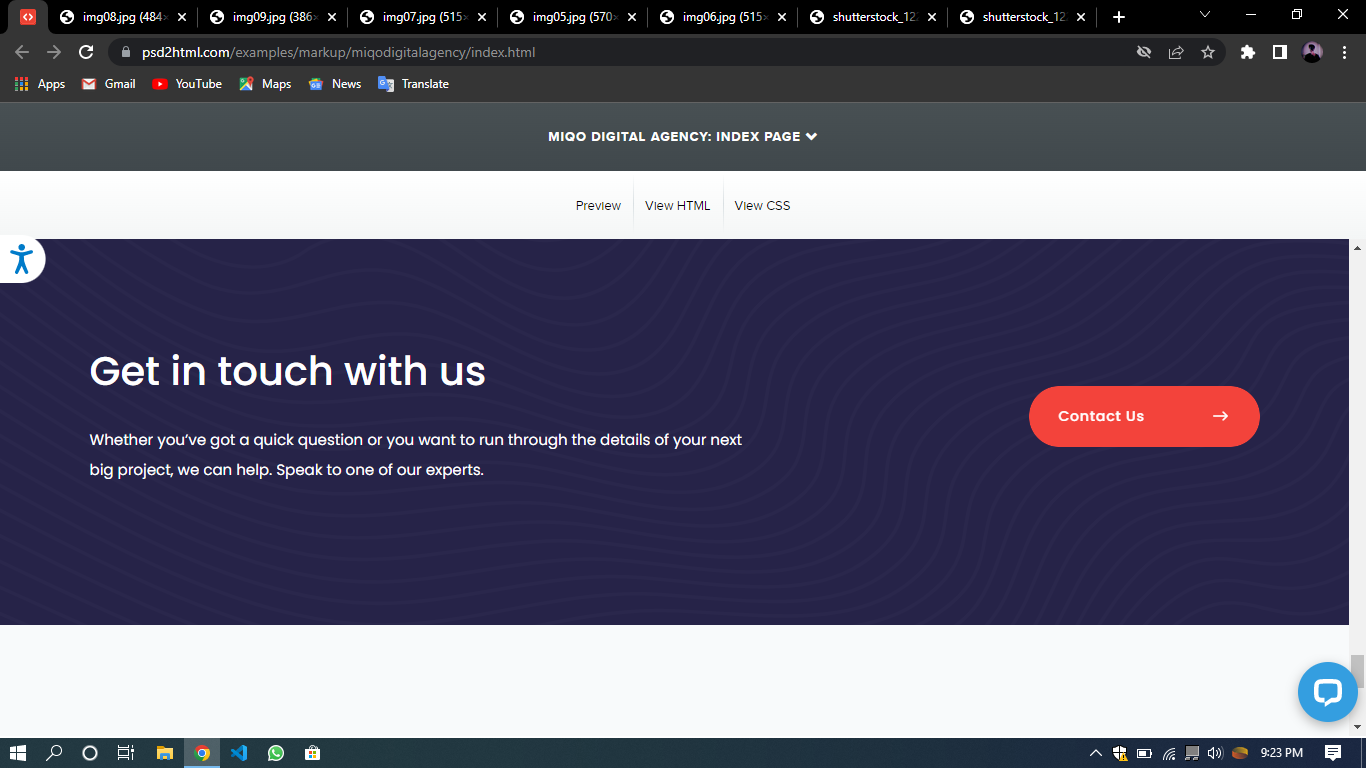 img08.jpg (484×
img09.jpg (386×
img07.jpg (515×
img05.jpg (570×
img06.jpg (515×
shutterstock_122
shutterstock_122
psd2html.com/examples/markup/miqodigitalagency/index.html
Apps
Gmail
YouTube
Maps
News
Translate
MIQO DIGITAL AGENCY: INDEX PAGE
Preview
View HTML
View CSS
Get in touch with us
Contact Us
Whether you’ve got a quick question or you want to run through the details of your next
big project, we can help. Speak to one of our experts.
9:23 PM